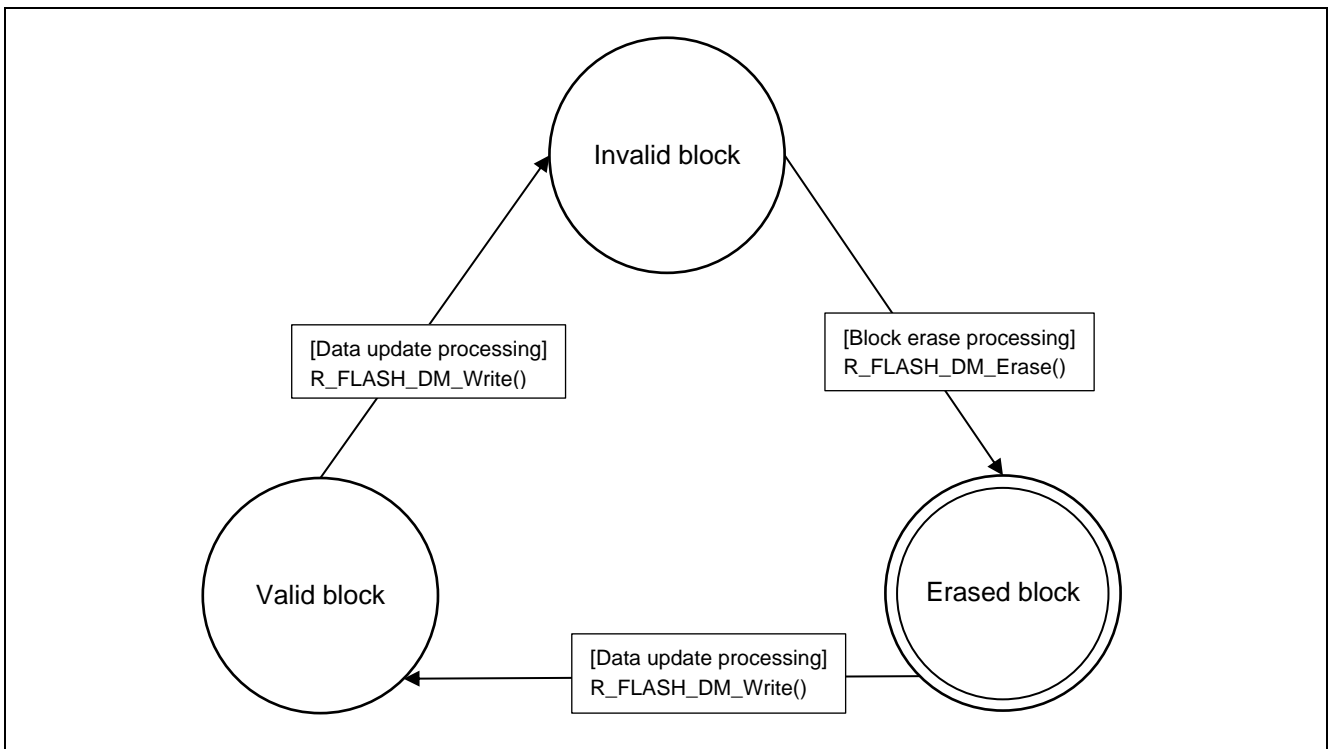 Invalid block
[Data update processing]
R_FLASH_DM_Write()
[Block erase processing]
R_FLASH_DM_Erase()
Valid block
Erased block
[Data update processing]
R_FLASH_DM_Write()